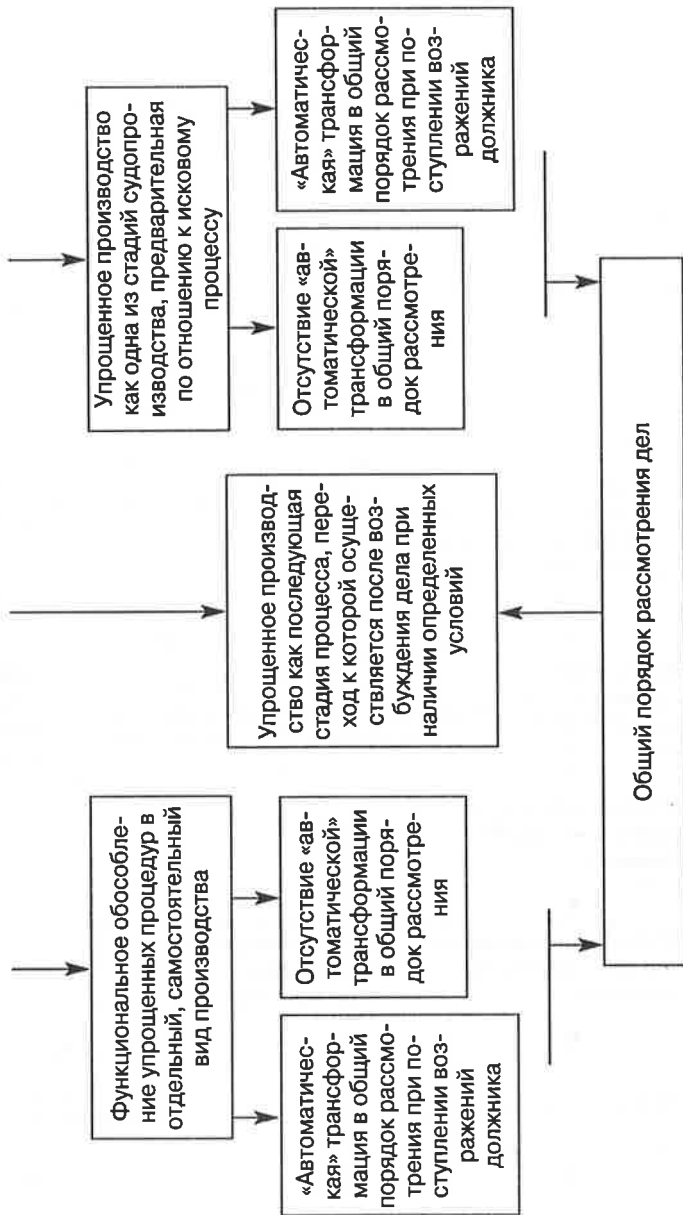 Функциональное обособле-
ние упрощенных процедур в
отдельный, самостоятельный
вид производства
«Автоматичес-
кая» трансфор-
мация в общий
порядок рассмо-
трения при по-
ступлении воз-
ражений
должника
Отсутствие «ав-
томатической»
трансформации
в общий поря-
док рассмотре-
ния
Упрощенное производ-
ство как последующая
стадия процесса, пере-
ход к которой осуще-
ствляется после воз-
буждения дела при
наличии определенных
условий
Упрощенное производство
как одна из стадий судопро-
изводства, предварительная
по отношению к исковому
процессу
Отсутствие «ав-
томатической»
трансформации
в общий поря-
док рассмотре-
ния
«Автоматичес-
кая» трансфор-
мация в общий
порядок рассмо-
трения при по-
ступлении воз-
ражений
должника
Общий порядок рассмотрения дел